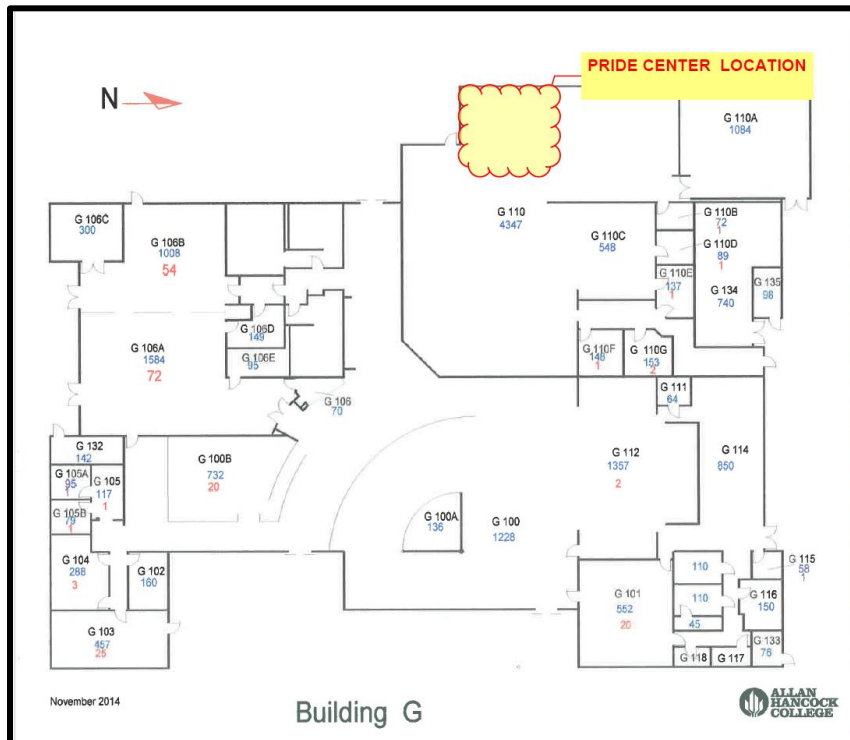 PRIDE CENTER LOCATION
N
G 110A
1084
G 106C
300
G 106B
1008
54
G 110
4347
G 110C
548
G 110B
72
1
G 110D
89
1
G 110E
137
1
G 134
740
G 135
98
G 106D
149
G 106E
95
G 106A
1584
72
G 110F
148
1
G 110G
153
2
G 106
70
G 111
64
G 132
142
G 105A
95
1
G 105
117
1
G 105B
79
1
G 100B
732
20
G 112
1357
2
G 114
850
G 100A
136
G 100
1228
G 104
288
3
G 102
160
G 101
552
20
110
110
45
G 115
58
1
G 116
150
G 103
457
25
G 118
G 117
G 133
76
November 2014
Building G
ALLAN
HANCOCK
COLLEGE